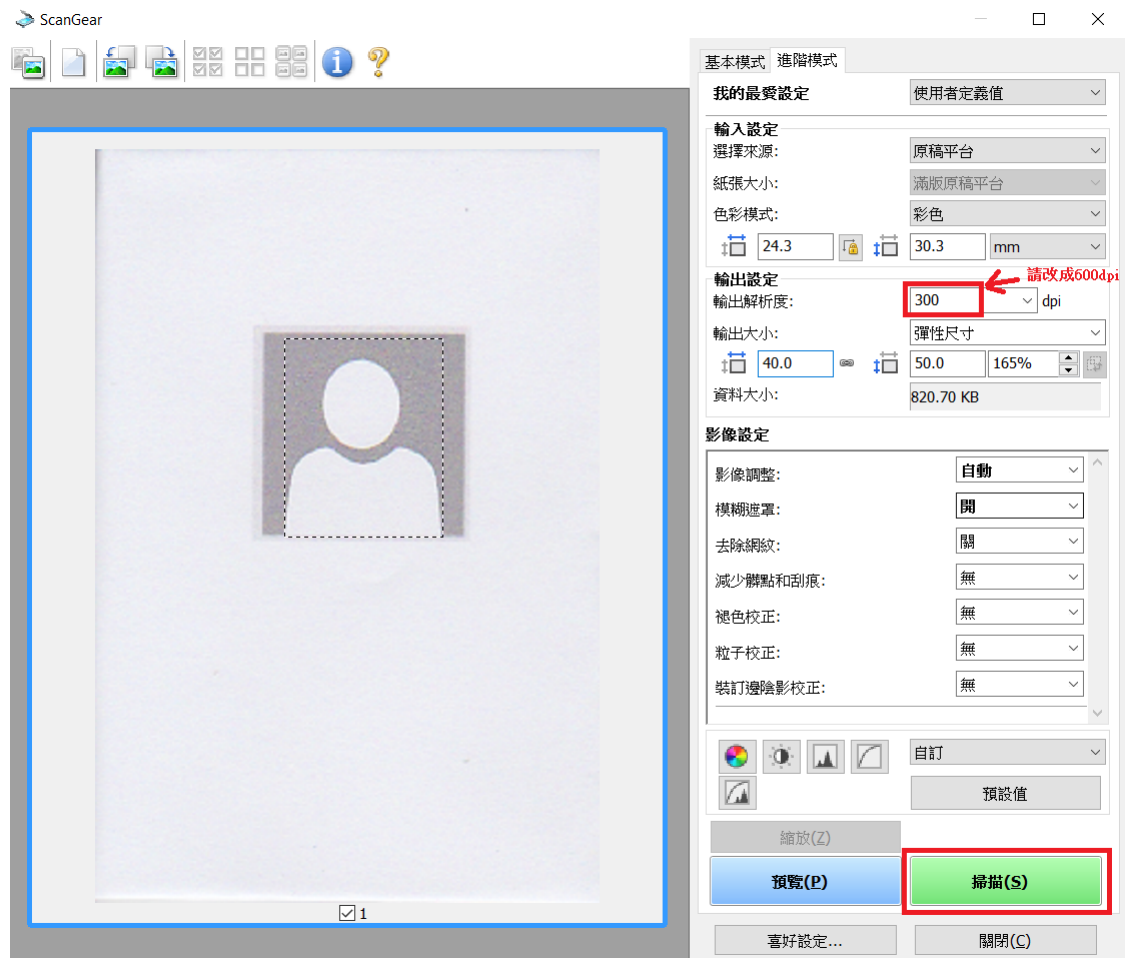 ScanGear
基本模式 進階模式
我的最愛設定 使用者定義值
輸入設定
選擇來源: 原稿平台
紙張大小: 滿版原稿平台
色彩模式: 彩色
24.3 30.3 mm
輸出設定 請改成600dpi
輸出解析度: 300 dpi
輸出大小: 彈性尺寸
40.0 50.0 165%
資料大小: 820.70 KB
影像設定
影像調整: 自動
模糊遮罩: 開
去除網紋: 關
減少髒點和刮痕: 無
褪色校正: 無
粒子校正: 無
裝訂邊陰影校正: 無
自訂
預設值
縮放(Z)
預覽(P) 掃描(S)
1
喜好設定... 關閉(C)